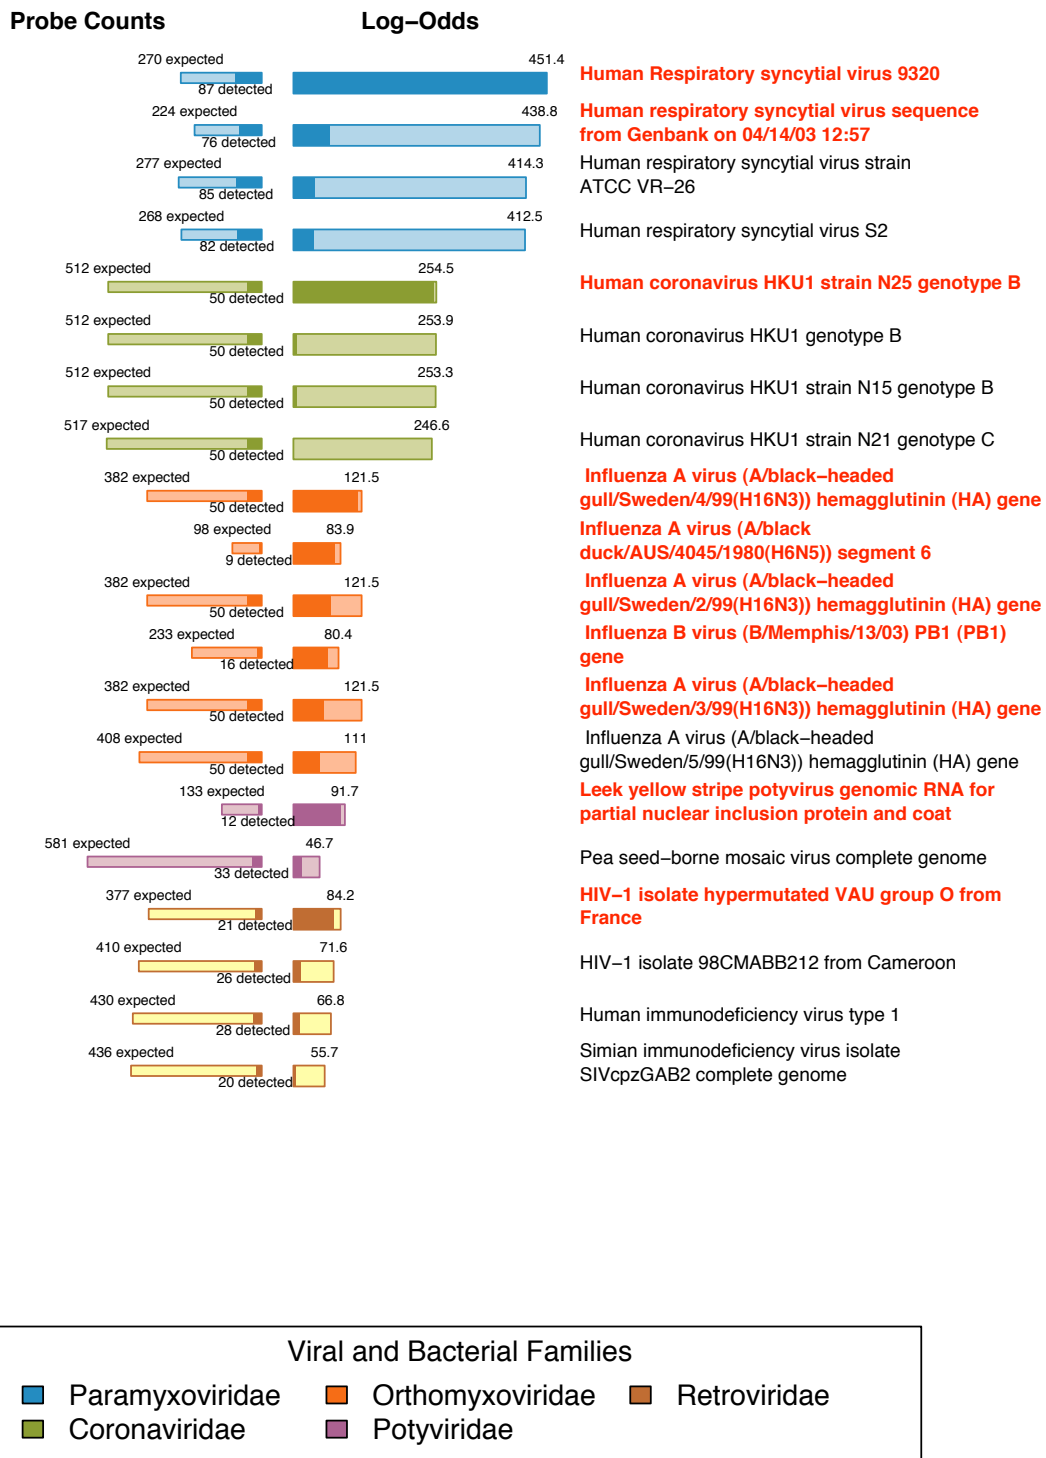 Probe Counts Log−Odds
270 expected 451.4
87 detected
Human Respiratory syncytial virus 9320
224 expected 438.8
76 detected
Human respiratory syncytial virus sequence
from Genbank on 04/14/03 12:57
277 expected 414.3
85 detected
Human respiratory syncytial virus strain
ATCC VR−26
268 expected 412.5
82 detected
Human respiratory syncytial virus S2
512 expected 254.5
50 detected
Human coronavirus HKU1 strain N25 genotype B
512 expected 253.9
50 detected
Human coronavirus HKU1 genotype B
512 expected 253.3
50 detected
Human coronavirus HKU1 strain N15 genotype B
517 expected 246.6
50 detected
Human coronavirus HKU1 strain N21 genotype C
382 expected 121.5
50 detected
Influenza A virus (A/black−headed
gull/Sweden/4/99(H16N3)) hemagglutinin (HA) gene
98 expected 83.9
9 detected
Influenza A virus (A/black
duck/AUS/4045/1980(H6N5)) segment 6
382 expected 121.5
50 detected
Influenza A virus (A/black−headed
gull/Sweden/2/99(H16N3)) hemagglutinin (HA) gene
233 expected 80.4
16 detected
Influenza B virus (B/Memphis/13/03) PB1 (PB1)
gene
382 expected 121.5
50 detected
Influenza A virus (A/black−headed
gull/Sweden/3/99(H16N3)) hemagglutinin (HA) gene
408 expected 111
50 detected
Influenza A virus (A/black−headed
gull/Sweden/5/99(H16N3)) hemagglutinin (HA) gene
133 expected 91.7
12 detected
Leek yellow stripe potyvirus genomic RNA for
partial nuclear inclusion protein and coat
581 expected 46.7
33 detected
Pea seed−borne mosaic virus complete genome
377 expected 84.2
21 detected
HIV−1 isolate hypermutated VAU group O from
France
410 expected 71.6
26 detected
HIV−1 isolate 98CMABB212 from Cameroon
430 expected 66.8
28 detected
Human immunodeficiency virus type 1
436 expected 55.7
20 detected
Simian immunodeficiency virus isolate
SIVcpzGAB2 complete genome
Viral and Bacterial Families
Paramyxoviridae Orthomyxoviridae Retroviridae
Coronaviridae Potyviridae